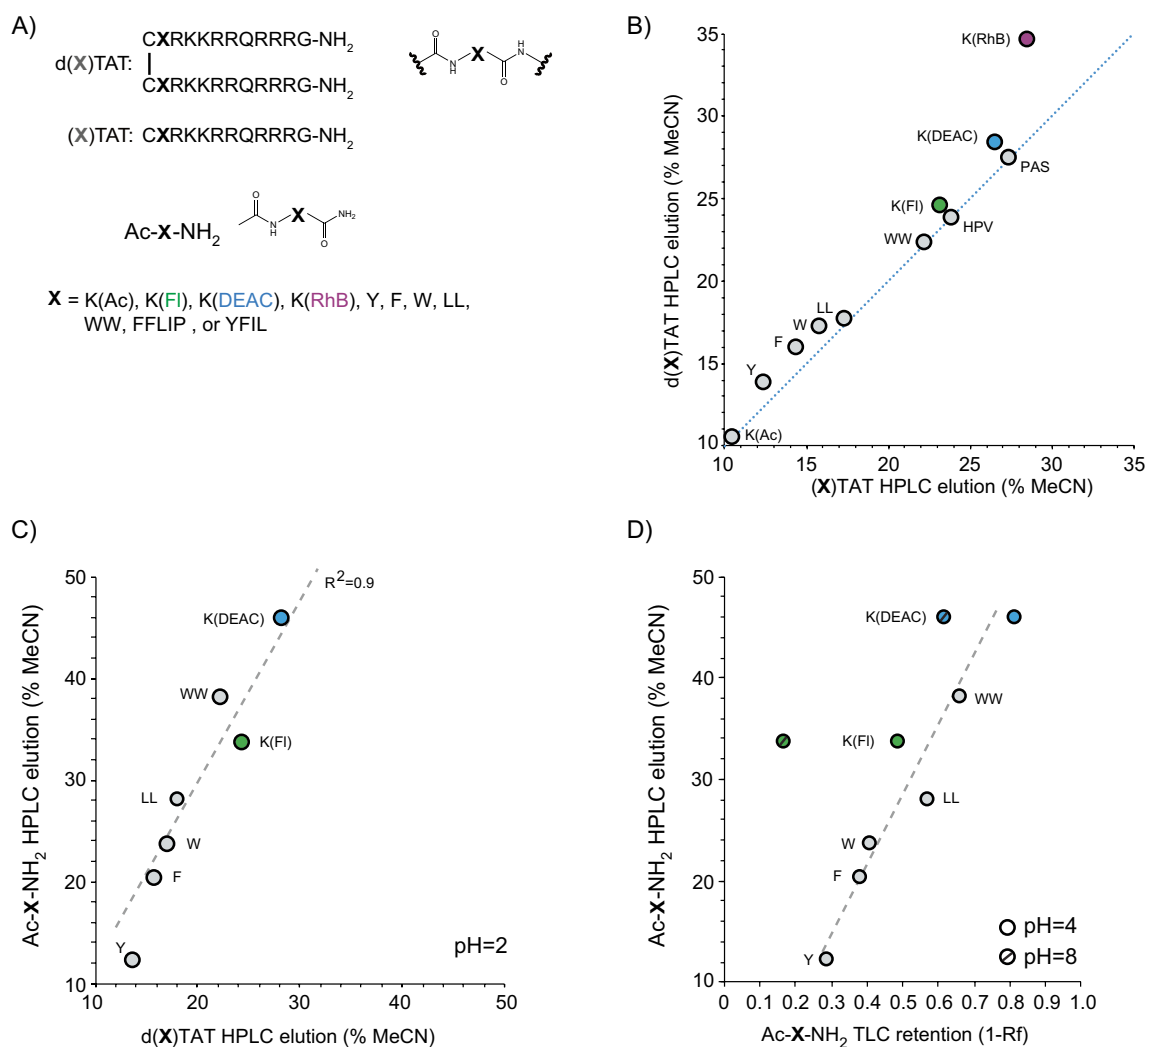 A)
d(X)TAT:
CXRKKRRQRRRG-NH2
CXRKKRRQRRRG-NH2
(X)TAT: CXRKKRRQRRRG-NH2
O
N
H
X
O
H
N
Ac-X-NH2
O
N
H
X
O
NH2
X = K(Ac), K(Fl), K(DEAC), K(RhB), Y, F, W, LL,
WW, FFLIP , or YFIL
B)
d(X)TAT HPLC elution (% MeCN)
35
30
25
20
15
10
K(RhB)
K(DEAC)
PAS
K(Fl)
HPV
WW
LL
W
F
Y
K(Ac)
10 15 20 25 30 35
(X)TAT HPLC elution (% MeCN)
C)
Ac-X-NH2 HPLC elution (% MeCN)
50
40
30
20
10
R2=0.9
K(DEAC)
WW
K(Fl)
LL
W
F
Y
pH=2
10 20 30 40 50
d(X)TAT HPLC elution (% MeCN)
D)
Ac-X-NH2 HPLC elution (% MeCN)
50
40
30
20
10
K(DEAC)
WW
K(Fl)
LL
W
F
Y
pH=4
pH=8
0 0.1 0.2 0.3 0.4 0.5 0.6 0.7 0.8 0.9 1.0
Ac-X-NH2 TLC retention (1-Rf)